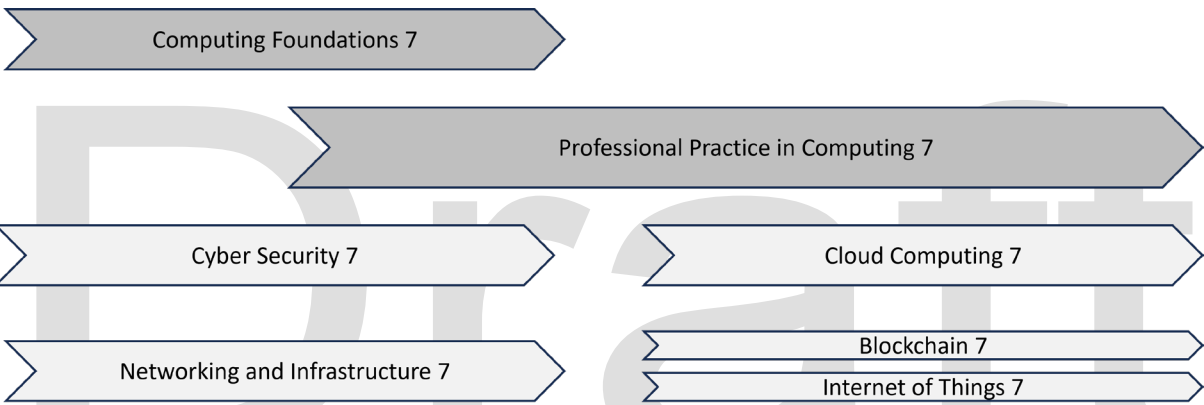 Computing Foundations 7
Professional Practice in Computing 7
Cyber Security 7
Cloud Computing 7
Networking and Infrastructure 7
Blockchain 7
Internet of Things 7
Draft